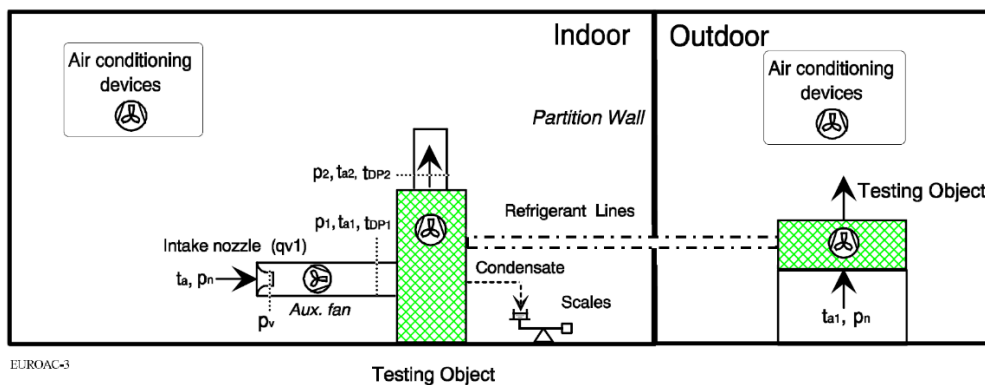 Indoor
Outdoor
Air conditioning
devices
Air conditioning
devices
Partition Wall
p2, ta2, tDP2
Testing Object
p1, ta1, tDP1
Refrigerant Lines
Intake nozzle (qv1)
Condensate
ta, pn
Scales
Aux. fan
pv
ta1, pn
EUROAC-3
Testing Object